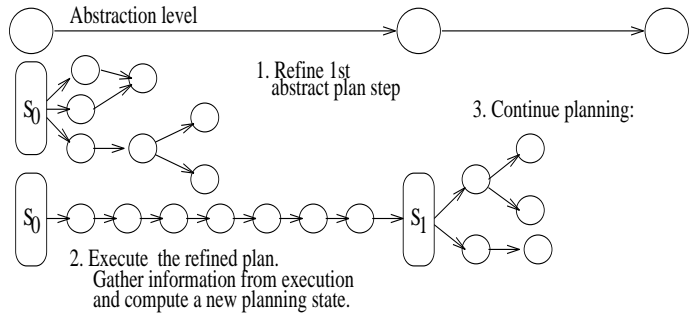 Abstraction level
1. Refine 1st
abstract plan step
S0
3. Continue planning:
S0
S1
2. Execute the refined plan.
Gather information from execution
and compute a new planning state.